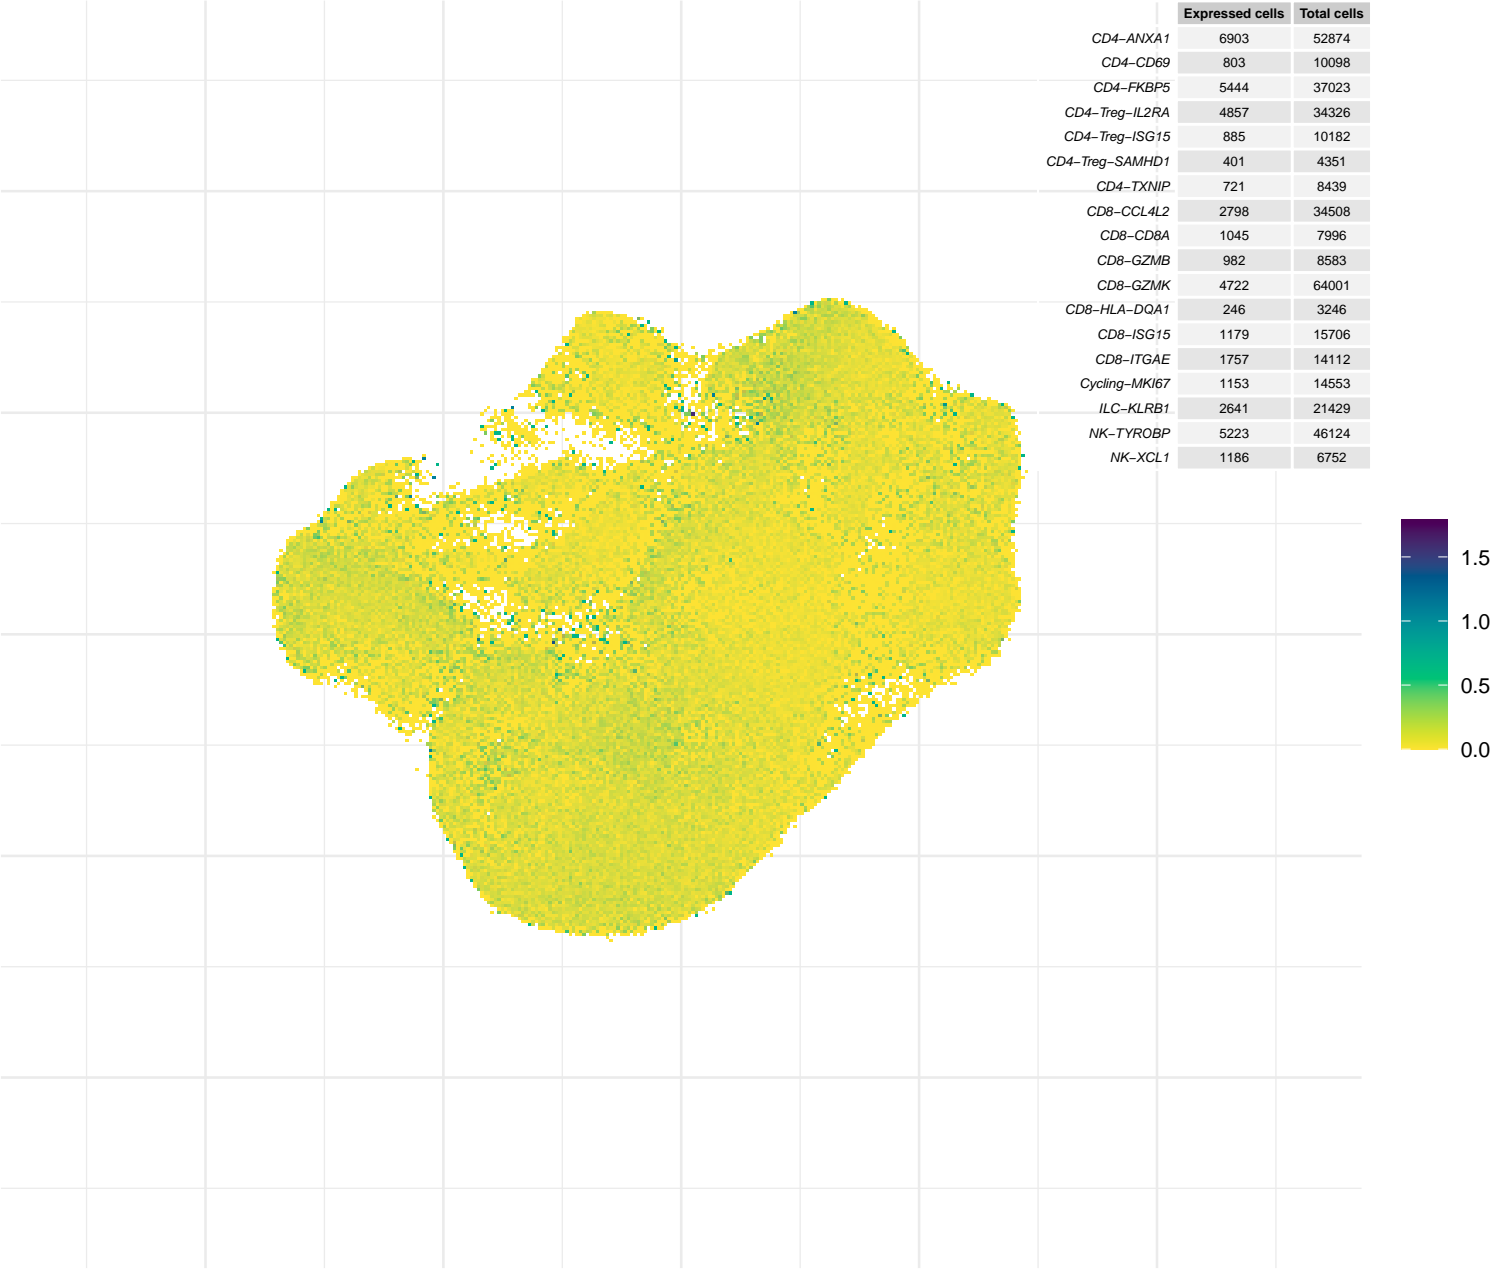 Expressed cells Total cells
CD4−ANXA1 6903 52874
CD4−CD69 803 10098
CD4−FKBP5 5444 37023
CD4−Treg−IL2RA 4857 34326
CD4−Treg−ISG15 885 10182
CD4−Treg−SAMHD1 401 4351
CD4−TXNIP 721 8439
CD8−CCL4L2 2798 34508
CD8−CD8A 1045 7996
CD8−GZMB 982 8583
CD8−GZMK 4722 64001
CD8−HLA−DQA1 246 3246
CD8−ISG15 1179 15706
CD8−ITGAE 1757 14112
Cycling−MKI67 1153 14553
ILC−KLRB1 2641 21429
NK−TYROBP 5223 46124
NK−XCL1 1186 6752
1.5
1.0
0.5
0.0